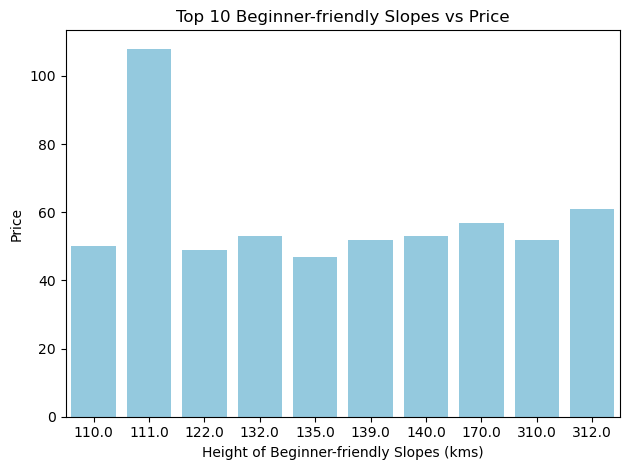 Top 10 Beginner-friendly Slopes vs Price
Price
100
80
60
40
20
0
110.0 111.0 122.0 132.0 135.0 139.0 140.0 170.0 310.0 312.0
Height of Beginner-friendly Slopes (kms)